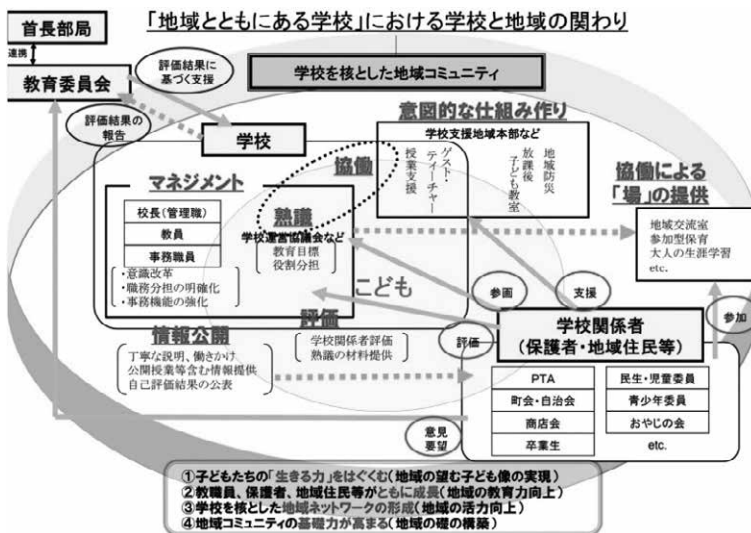 「地域とともにある学校」における学校と地域の関わり
首長部局
連携
教育委員会
評価結果に
基づく支援
評価結果の
報告
学校を核とした地域コミュニティ
学校
意図的な仕組み作り
学校支援地域本部など
授業支援
ゲスト・
ティーチャー
放課後
子ども教室
地域防災
協働
協働による
「場」の提供
地域交流室
参加型保育
大人の生涯学習
etc.
マネジメント
校長(管理職)
教員
事務職員
・意識改革
・職務分担の明確化
・事務機能の強化
熟議
学校運営協議会など
教育目標
役割分担
こども
参画
支援
参加
評価
学校関係者評価
熟議の材料提供
評価
情報公開
丁寧な説明、働きかけ
公開授業等含む情報提供
自己評価結果の公表
学校関係者
(保護者・地域住民等)
PTA
町会・自治会
商店会
卒業生
民生・児童委員
青少年委員
おやじの会
etc.
意見
要望
①子どもたちの「生きる力」をはぐくむ(地域の望む子ども像の実現)
②教職員、保護者、地域住民等がともに成長(地域の教育力向上)
③学校を核とした地域ネットワークの形成(地域の活力向上)
④地域コミュニティの基礎力が高まる(地域の礎の構築)